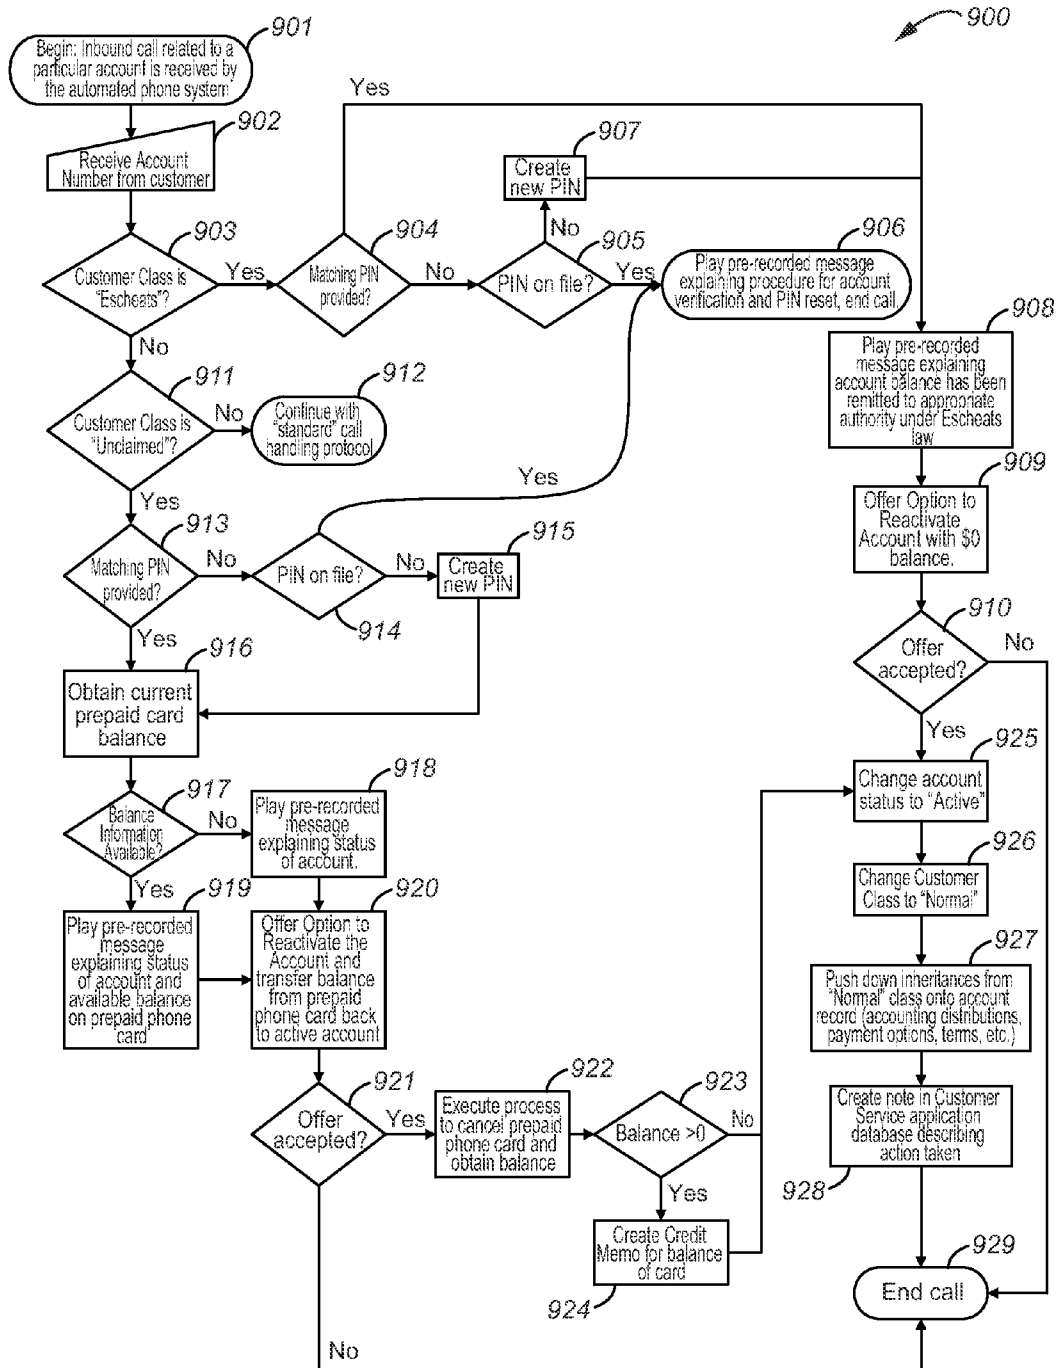 900
901
Begin: Inbound call related to a
particular account is received by
the automated phone system
902
Receive Account
Number from customer
903
Customer Class is
"Escheats"?
Yes
No
904
Matching PIN
provided?
Yes
No
905
PIN on file?
No
Yes
907
Create
new PIN
906
Play pre-recorded message
explaining procedure for account
verification and PIN reset, end call.
908
Play pre-recorded
message explaining
account balance has been
remitted to appropriate
authority under Escheats
law
911
Customer Class is
"Unclaimed"?
No
Yes
912
Continue with
"standard" call
handling protocol
909
Offer Option to
Reactivate
Account with $0
balance.
913
Matching PIN
provided?
No
Yes
914
PIN on file?
Yes
No
915
Create
new PIN
910
Offer
accepted?
No
Yes
916
Obtain current
prepaid card
balance
917
Balance
Information
Available?
No
Yes
918
Play pre-recorded
message
explaining status
of account.
925
Change account
status to "Active"
926
Change Customer
Class to "Normal"
919
Play pre-recorded
message
explaining status
of account and
available balance
on prepaid phone
card
920
Offer Option to
Reactivate the
Account and
transfer balance
from prepaid
phone card back
to active account
927
Push down inheritances from
"Normal" class onto account
record (accounting distributions,
payment options, terms, etc.)
921
Offer
accepted?
Yes
No
922
Execute process
to cancel prepaid
phone card and
obtain balance
923
Balance >0
No
Yes
928
Create note in Customer
Service application
database describing
action taken
924
Create Credit
Memo for balance
of card
929
End call